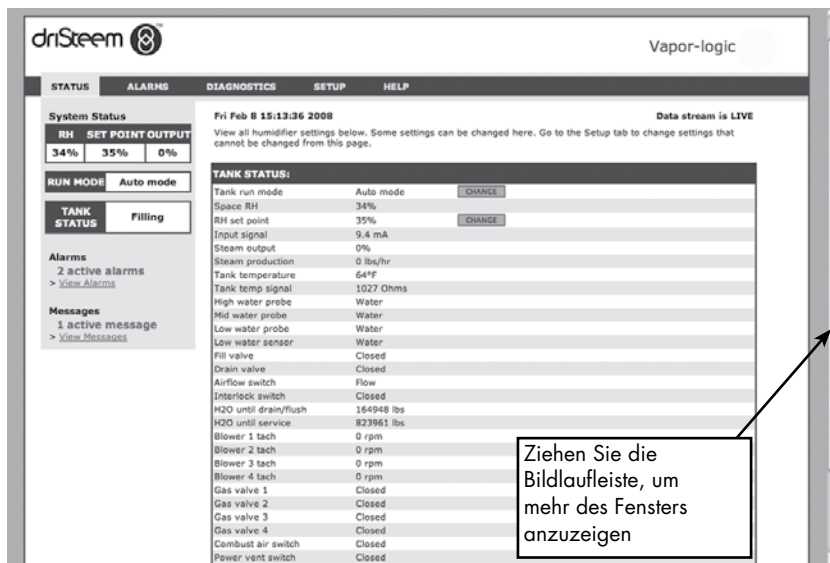 driSteem
Vapor-logic
STATUS ALARMS DIAGNOSTICS SETUP HELP
System Status
RH SET POINT OUTPUT
34% 35% 0%
RUN MODE Auto mode
TANK STATUS Filling
Alarms
2 active alarms
> View Alarms
Messages
1 active message
> View Messages
Fri Feb 8 15:13:36 2008 Data stream is LIVE
View all humidifier settings below. Some settings can be changed here. Go to the Setup tab to change settings that
cannot be changed from this page.
TANK STATUS:
Tank run mode Auto mode CHANGE
Space RH 34%
RH set point 35% CHANGE
Input signal 9.4 mA
Steam output 0%
Steam production 0 lbs/hr
Tank temperature 64°F
Tank temp signal 1027 Ohms
High water probe Water
Mid water probe Water
Low water probe Water
Low water sensor Water
Fill valve Closed
Drain valve Closed
Airflow switch Flow
Interlock switch Closed
H2O until drain/flush 164948 lbs
H2O until service 823961 lbs
Blower 1 tach 0 rpm
Blower 2 tach 0 rpm
Blower 3 tach 0 rpm
Blower 4 tach 0 rpm
Gas valve 1 Closed
Gas valve 2 Closed
Gas valve 3 Closed
Gas valve 4 Closed
Combust air switch Closed
Power vent switch Closed
Ziehen Sie die
Bildlaufleiste, um
mehr des Fensters
anzuzeigen